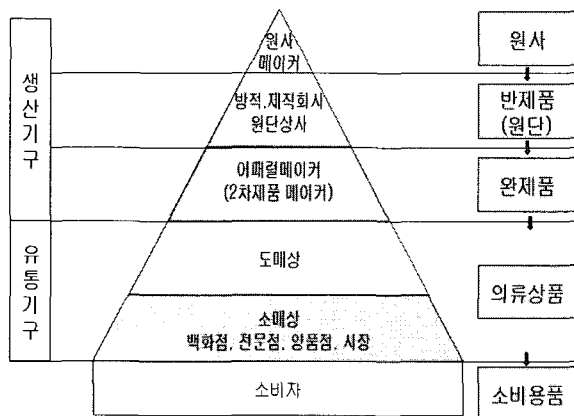 생산기구
유통기구
원사
메이커
방적,제직회사
원단상사
어패럴메이커
(2차제품 메이커)
도매상
소매상
백화점, 전문점, 양품점, 시장
소비자
원사
반제품
(원단)
완제품
의류상품
소비용품